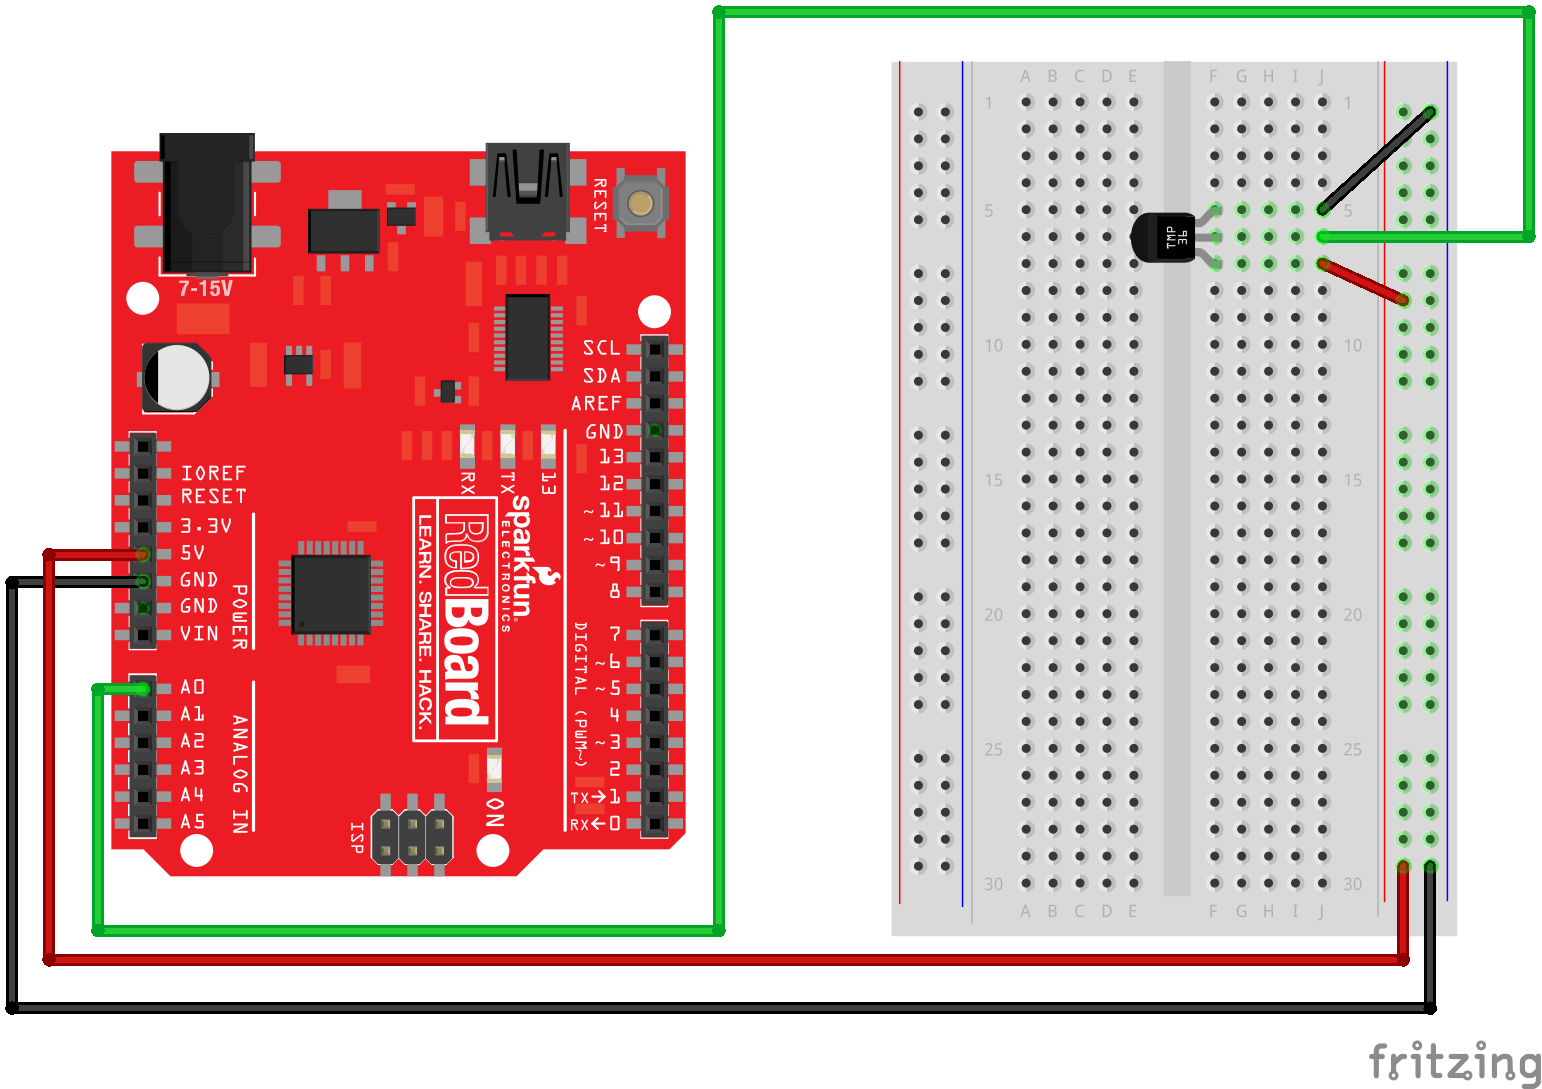 RESET
7-15V
SCL
SDA
AREF
GND
13
12
~11
~10
~9
8
7
~6
~5
4
~3
2
TX→1
RX←0
DIGITAL (PWM~)
RX
TX
13
IOREF
RESET
3.3V
5V
GND
GND
VIN
POWER
A0
A1
A2
A3
A4
A5
ANALOG IN
sparkfun
ELECTRONICS
RedBoard
LEARN. SHARE. HACK.
ISP
ON
A B C D E F G H I J
1 1
5 5
TMP
36
10 10
15 15
20 20
25 25
30 30
A B C D E F G H I J
fritzing